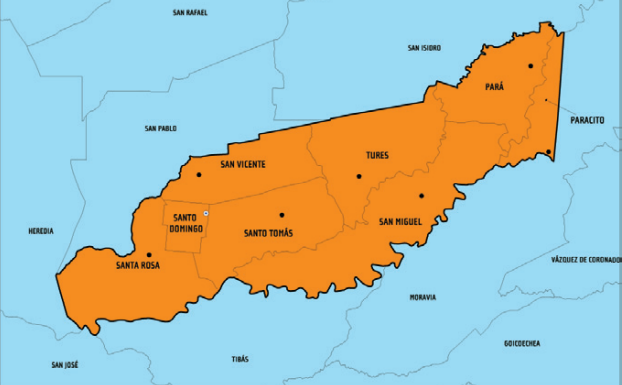 SAN RAFAEL
SAN ISIDRO
PARÁ
PARACITO
SAN PABLO
TURES
SAN VICENTE
SANTO
DOMINGO
SAN MIGUEL
HEREDIA
SANTO TOMÁS
VÁZQUEZ DE CORONADO
SANTA ROSA
MORAVIA
GOICOECHEA
TIBÁS
SAN JOSÉ